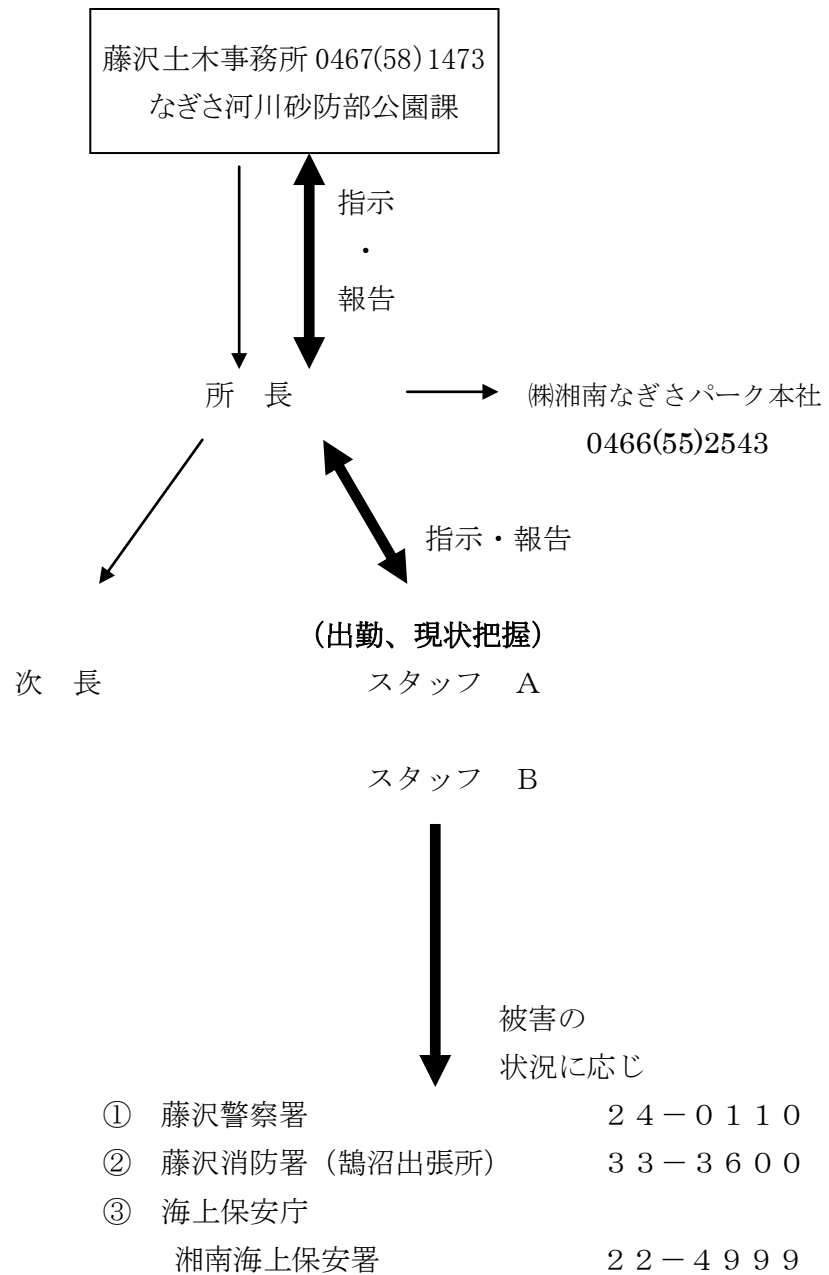 藤沢土木事務所 0467(58)1473
なぎさ河川砂防部公園課
指示
・
報告
所 長
㈱湘南なぎさパーク本社
0466(55)2543
指示・報告
(出勤、現状把握)
次 長
スタッフ A
スタッフ B
被害の
状況に応じ
① 藤沢警察署 24-0110
② 藤沢消防署(鵠沼出張所) 33-3600
③ 海上保安庁
湘南海上保安署 22-4999